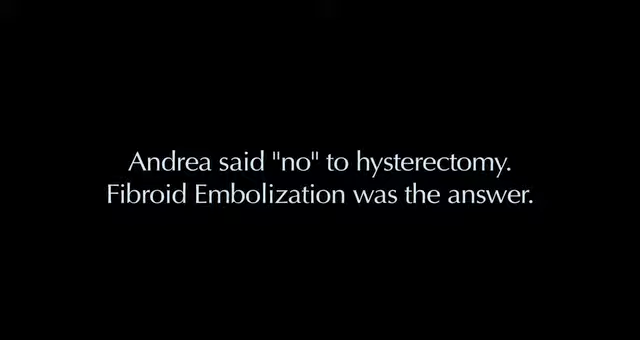 Andrea said "no" to hysterectomy.
Fibroid Embolization was the answer.